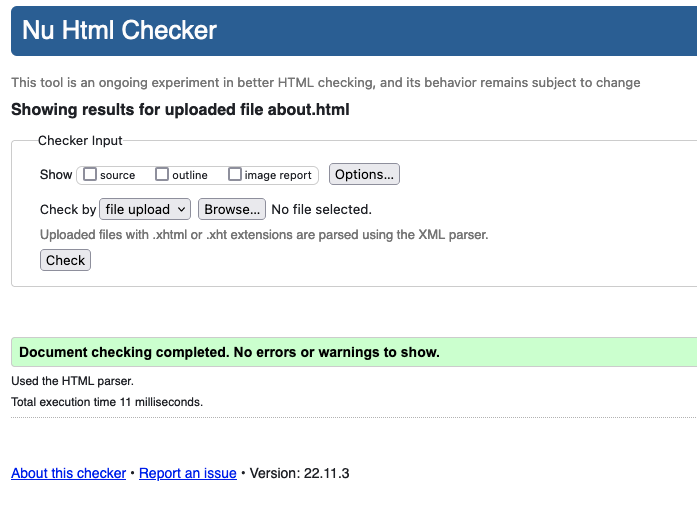 Nu Html Checker
This tool is an ongoing experiment in better HTML checking, and its behavior remains subject to change
Showing results for uploaded file about.html
Checker Input
Show source outline image report Options...
Check by file upload Browse... No file selected.
Uploaded files with .xhtml or .xht extensions are parsed using the XML parser.
Check
Document checking completed. No errors or warnings to show.
Used the HTML parser.
Total execution time 11 milliseconds.
About this checker • Report an issue • Version: 22.11.3